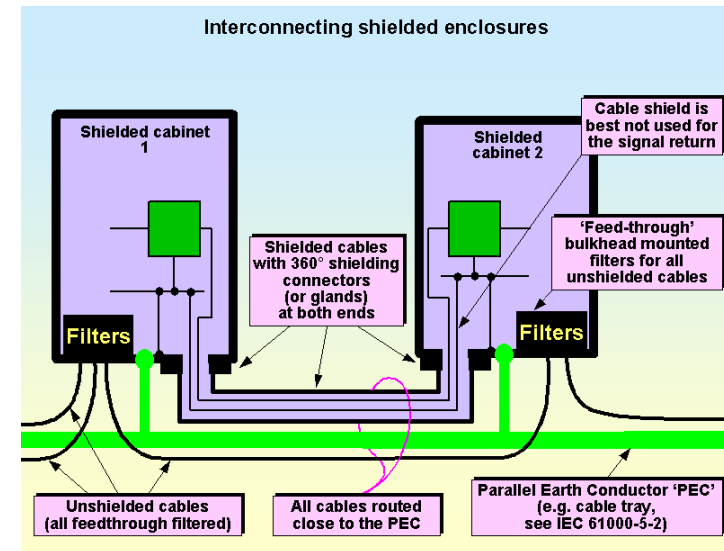 Interconnecting shielded enclosures
Shielded cabinet
1
Shielded
cabinet 2
Cable shield is
best not used for
the signal return
Shielded cables
with 360° shielding
connectors
(or glands)
at both ends
‘Feed-through’
bulkhead mounted
filters for all
unshielded cables
Filters
Filters
Unshielded cables
(all feedthrough filtered)
All cables routed
close to the PEC
Parallel Earth Conductor ‘PEC’
(e.g. cable tray,
see IEC 61000-5-2)